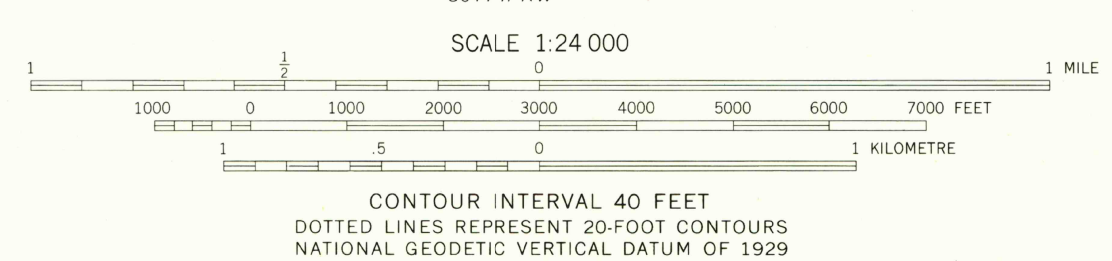 SCALE 1:24 000
1 1/2 0 1 MILE
1000 0 1000 2000 3000 4000 5000 6000 7000 FEET
1 .5 0 1 KILOMETRE
CONTOUR INTERVAL 40 FEET
DOTTED LINES REPRESENT 20-FOOT CONTOURS
NATIONAL GEODETIC VERTICAL DATUM OF 1929